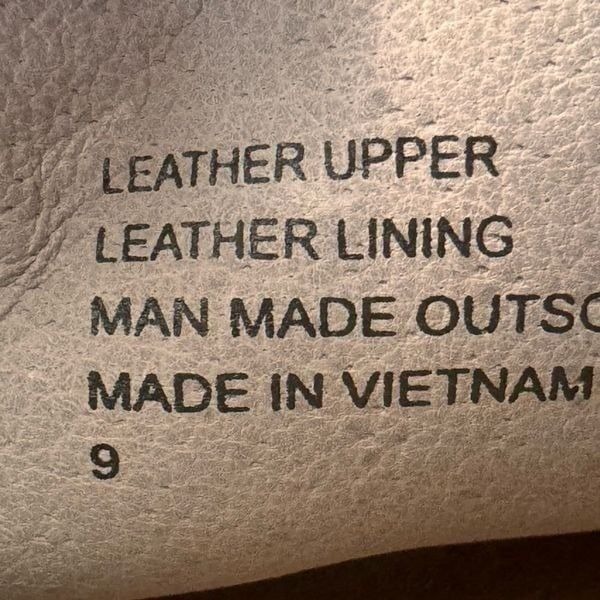 LEATHER UPPER
LEATHER LINING
MAN MADE OUTSO
MADE IN VIETNAM
9